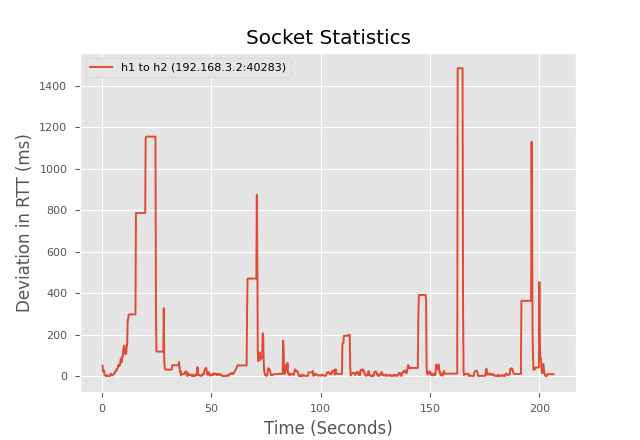 Socket Statistics
h1 to h2 (192.168.3.2:40283)
Deviation in RTT (ms)
1400
1200
1000
800
600
400
200
0
0 50 100 150 200
Time (Seconds)